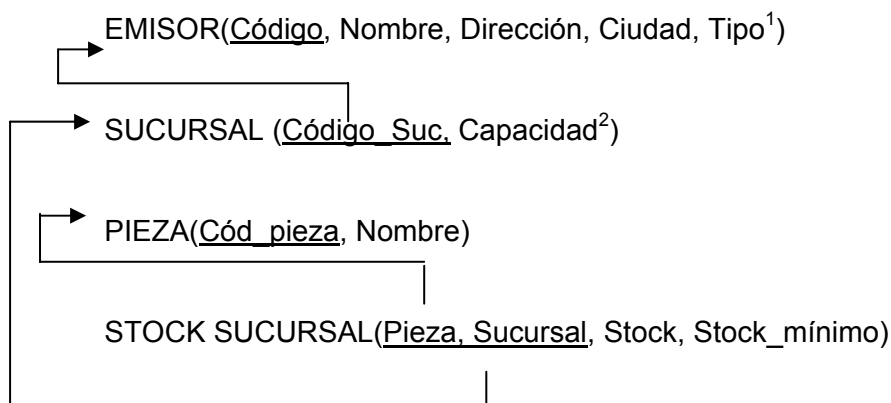 EMISOR(Código, Nombre, Dirección, Ciudad, Tipo¹)
SUCURSAL (Código_Suc, Capacidad²)
PIEZA(Cód_pieza, Nombre)
STOCK SUCURSAL(Pieza, Sucursal, Stock, Stock_mínimo)